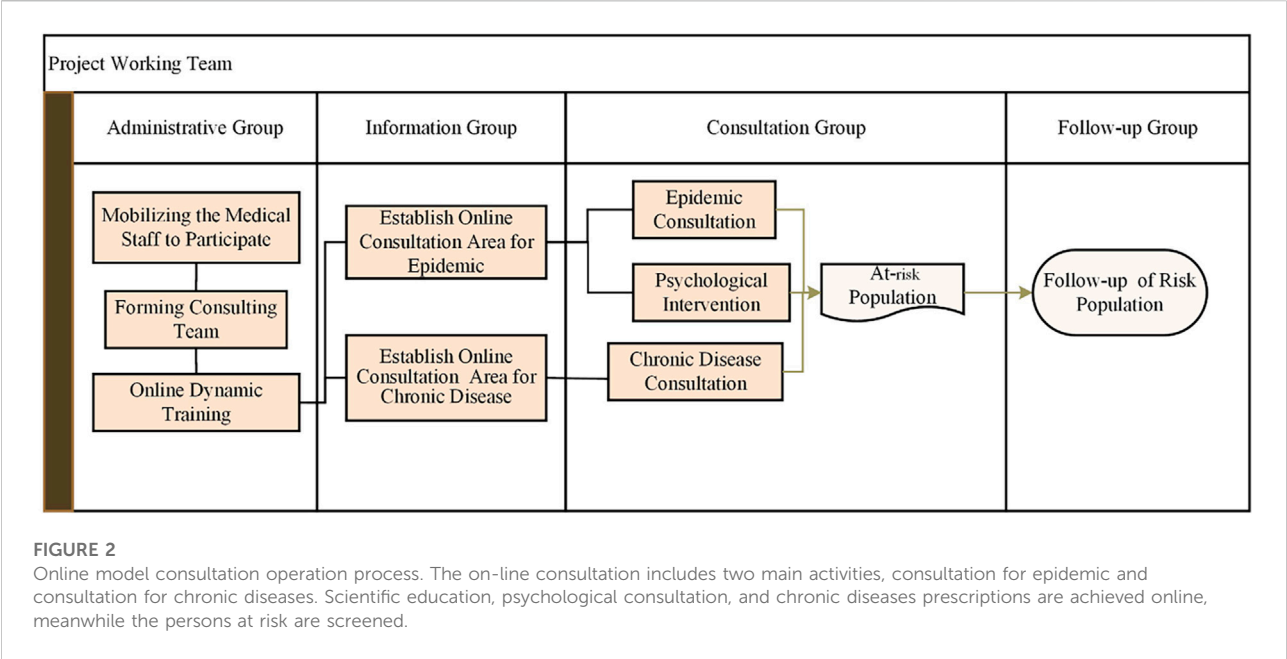 Project Working Team
Administrative Group
Information Group
Consultation Group
Follow-up Group
Mobilizing the Medical
Staff to Participate
Forming Consulting
Team
Online Dynamic
Training
Establish Online
Consultation Area for
Epidemic
Establish Online
Consultation Area for
Chronic Disease
Epidemic
Consultation
Psychological
Intervention
Chronic Disease
Consultation
At-risk
Population
Follow-up of Risk
Population
FIGURE 2
Online model consultation operation process. The on-line consultation includes two main activities, consultation for epidemic and
consultation for chronic diseases. Scientific education, psychological consultation, and chronic diseases prescriptions are achieved online,
meanwhile the persons at risk are screened.